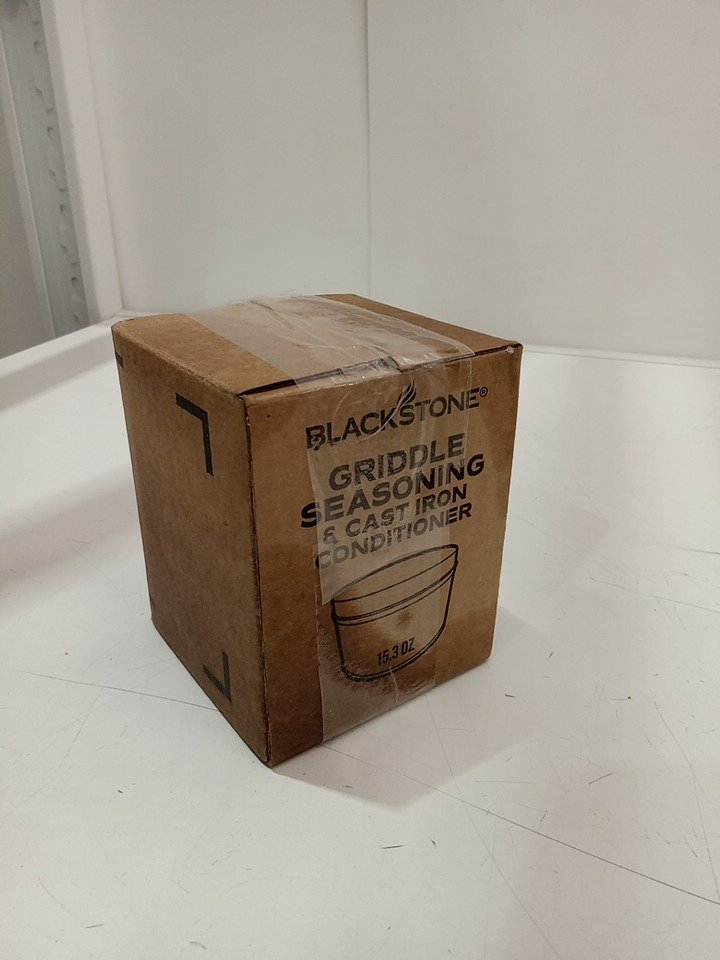 BLACKSTONE®
GRIDDLE
SEASONING
& CAST IRON
CONDITIONER
15.3 OZ